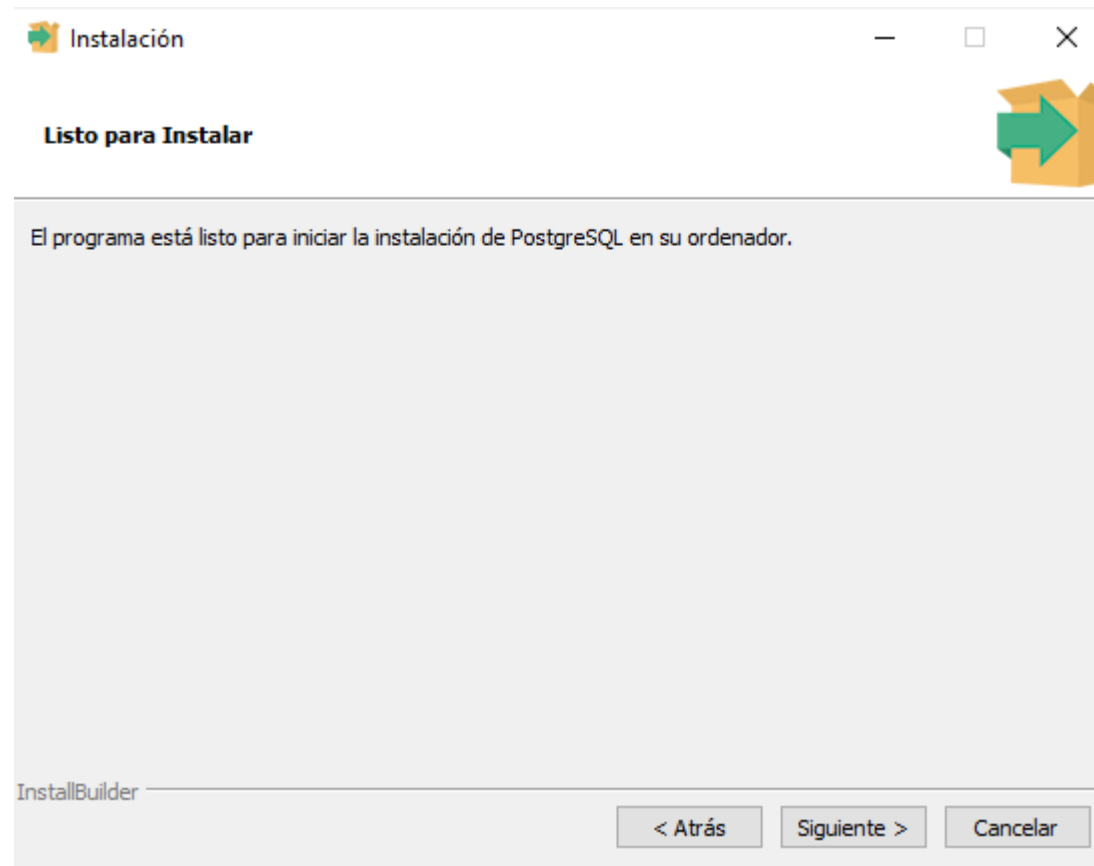 Instalación
Listo para Instalar
El programa está listo para iniciar la instalación de PostgreSQL en su ordenador.
InstallBuilder
< Atrás
Siguiente >
Cancelar